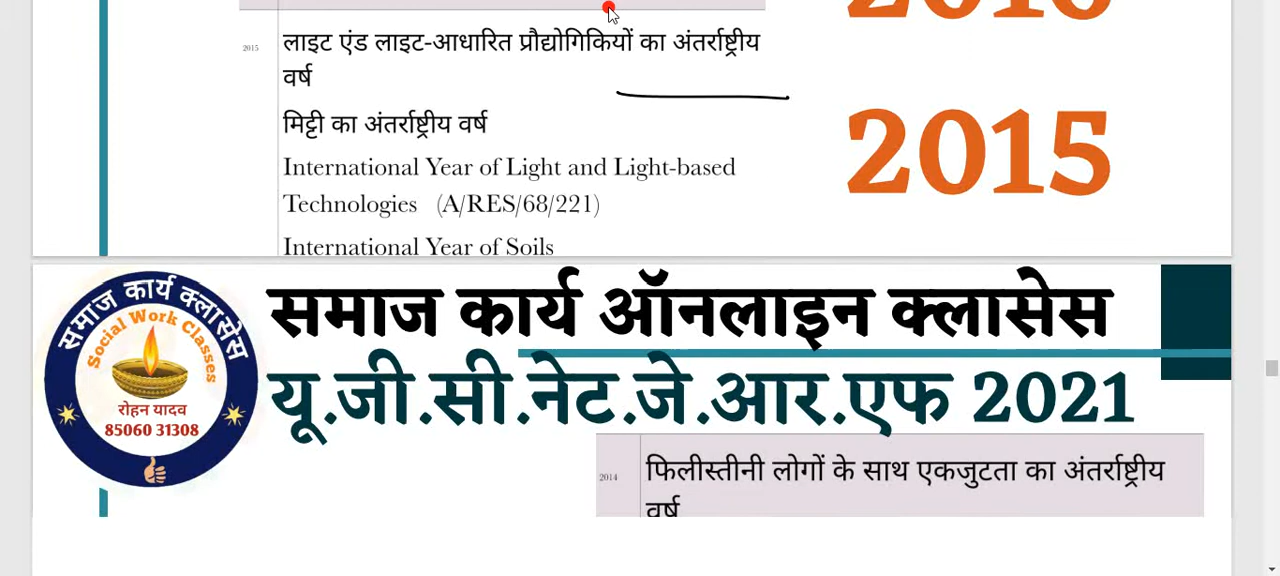 2016
2015
लाइट एंड लाइट-आधारित प्रौद्योगिकियों का अंतर्राष्ट्रीय
वर्ष
मिट्टी का अंतर्राष्ट्रीय वर्ष
International Year of Light and Light-based
Technologies (A/RES/68/221)
International Year of Soils
2015
समाज कार्य क्लासेस
Social Work Classes
रोहन यादव
85060 31308
समाज कार्य ऑनलाइन क्लासेस
यू.जी.सी.नेट.जे.आर.एफ 2021
2014
फिलीस्तीनी लोगों के साथ एकजुटता का अंतर्राष्ट्रीय
वर्ष